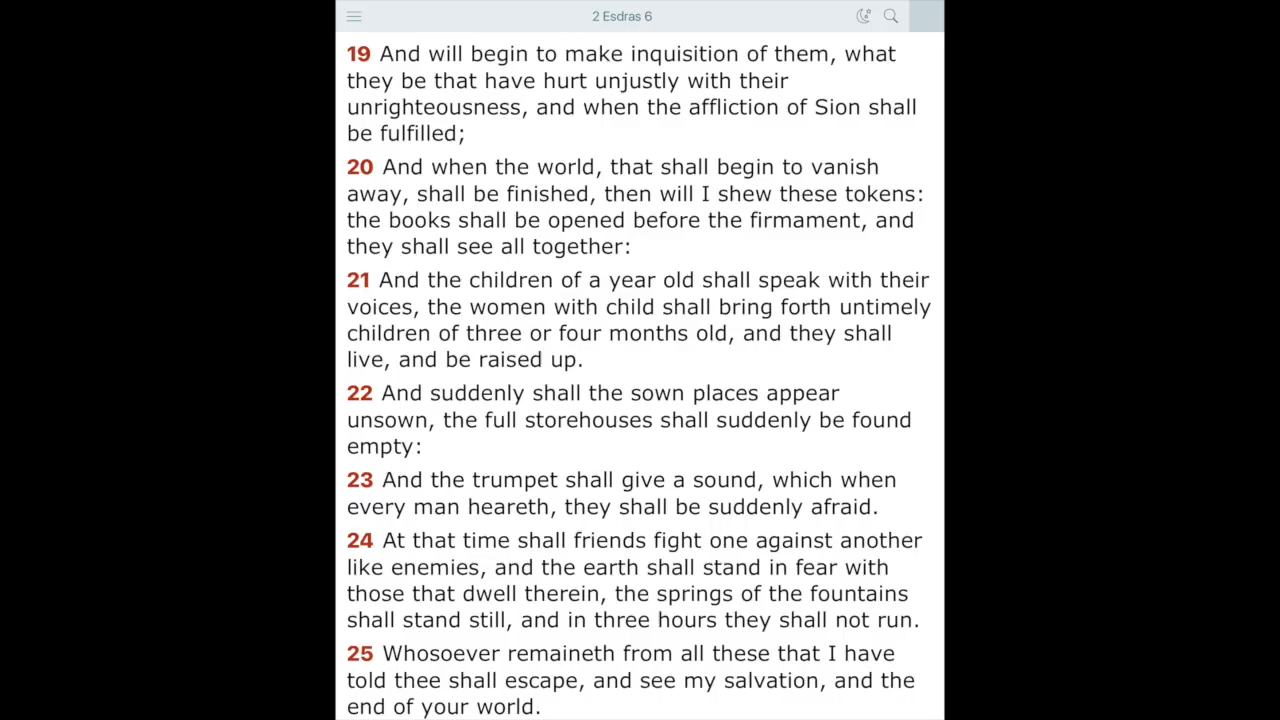 2 Esdras 6
19 And will begin to make inquisition of them, what
they be that have hurt unjustly with their
unrighteousness, and when the affliction of Sion shall
be fulfilled;
20 And when the world, that shall begin to vanish
away, shall be finished, then will I shew these tokens:
the books shall be opened before the firmament, and
they shall see all together:
21 And the children of a year old shall speak with their
voices, the women with child shall bring forth untimely
children of three or four months old, and they shall
live, and be raised up.
22 And suddenly shall the sown places appear
unsown, the full storehouses shall suddenly be found
empty:
23 And the trumpet shall give a sound, which when
every man heareth, they shall be suddenly afraid.
24 At that time shall friends fight one against another
like enemies, and the earth shall stand in fear with
those that dwell therein, the springs of the fountains
shall stand still, and in three hours they shall not run.
25 Whosoever remaineth from all these that I have
told thee shall escape, and see my salvation, and the
end of your world.